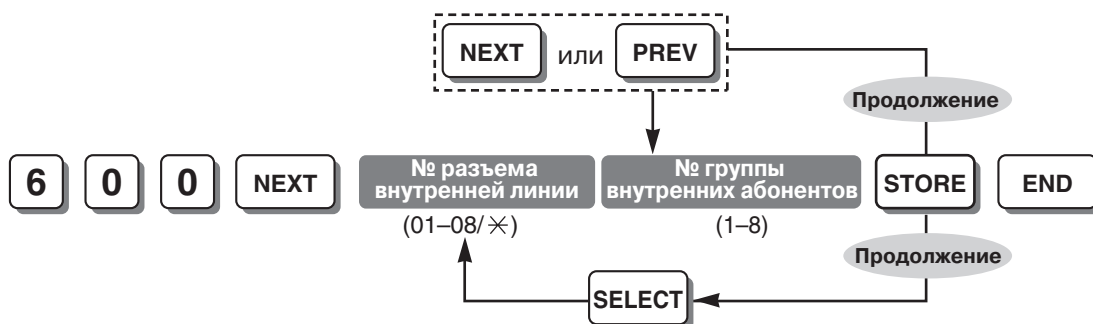 NEXT или PREV
Продолжение
6 0 0 NEXT № разъема внутренней линии № группы внутренних абонентов STORE END
(01–08/✳) (1–8)
Продолжение
SELECT